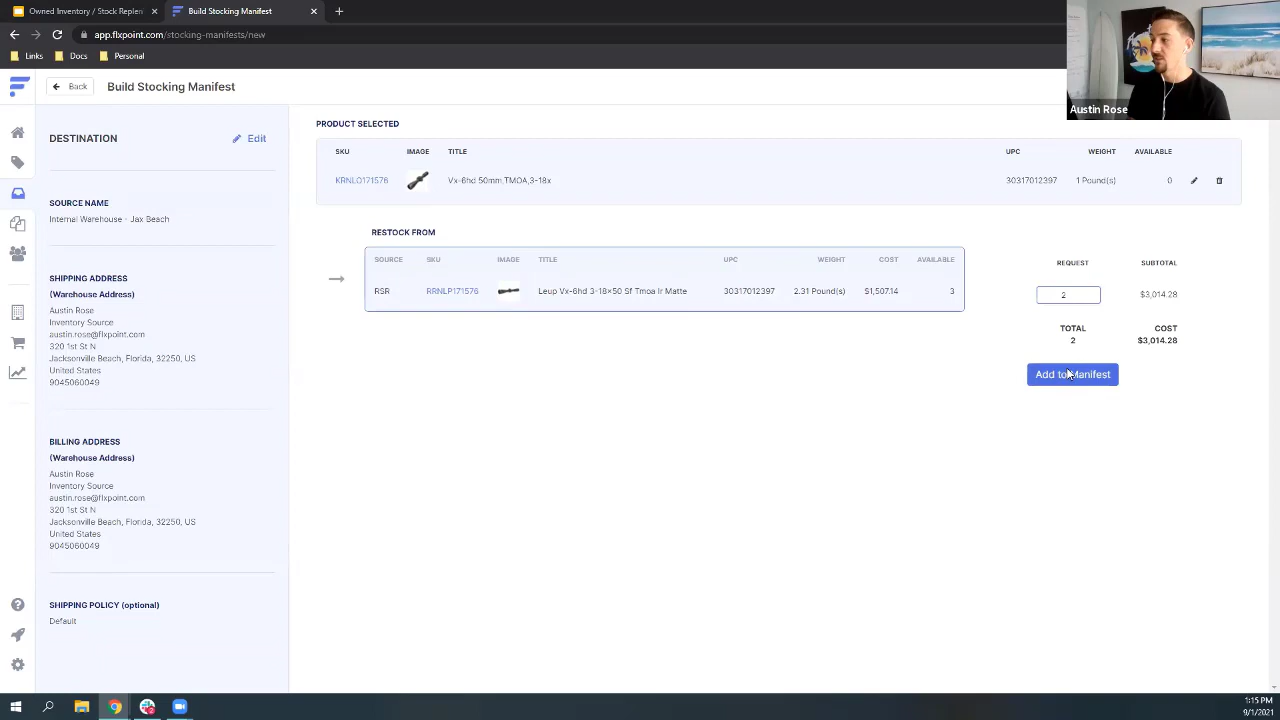 Owned Inventory / Stock Replen
Build Stocking Manifest
app.flxpoint.com/stocking-manifests/new
Links
Docs
Personal
Austin Rose
Back
Build Stocking Manifest
DESTINATION
Edit
SOURCE NAME
Internal Warehouse - Jax Beach
SHIPPING ADDRESS
(Warehouse Address)
Austin Rose
Inventory Source
austin.rose@flxpoint.com
320 1st St N
Jacksonville Beach, Florida, 32250, US
United States
9045060049
BILLING ADDRESS
(Warehouse Address)
Austin Rose
Inventory Source
austin.rose@flxpoint.com
320 1st St N
Jacksonville Beach, Florida, 32250, US
United States
9045060049
SHIPPING POLICY (optional)
Default
PRODUCT SELECTED
SKU IMAGE TITLE UPC WEIGHT AVAILABLE
KRNLO171576 Vx-6hd 50mm,TMOA,3-18x 30317012397 1 Pound(s) 0
RESTOCK FROM
SOURCE SKU IMAGE TITLE UPC WEIGHT COST AVAILABLE
RSR RRNLP171576 Leup Vx-6hd 3-18x50 Sf Tmoa Ir Matte 30317012397 2.31 Pound(s) $1,507.14 3
REQUEST SUBTOTAL
2 $3,014.28
TOTAL COST
2 $3,014.28
Add to Manifest
1:15 PM
9/1/2021